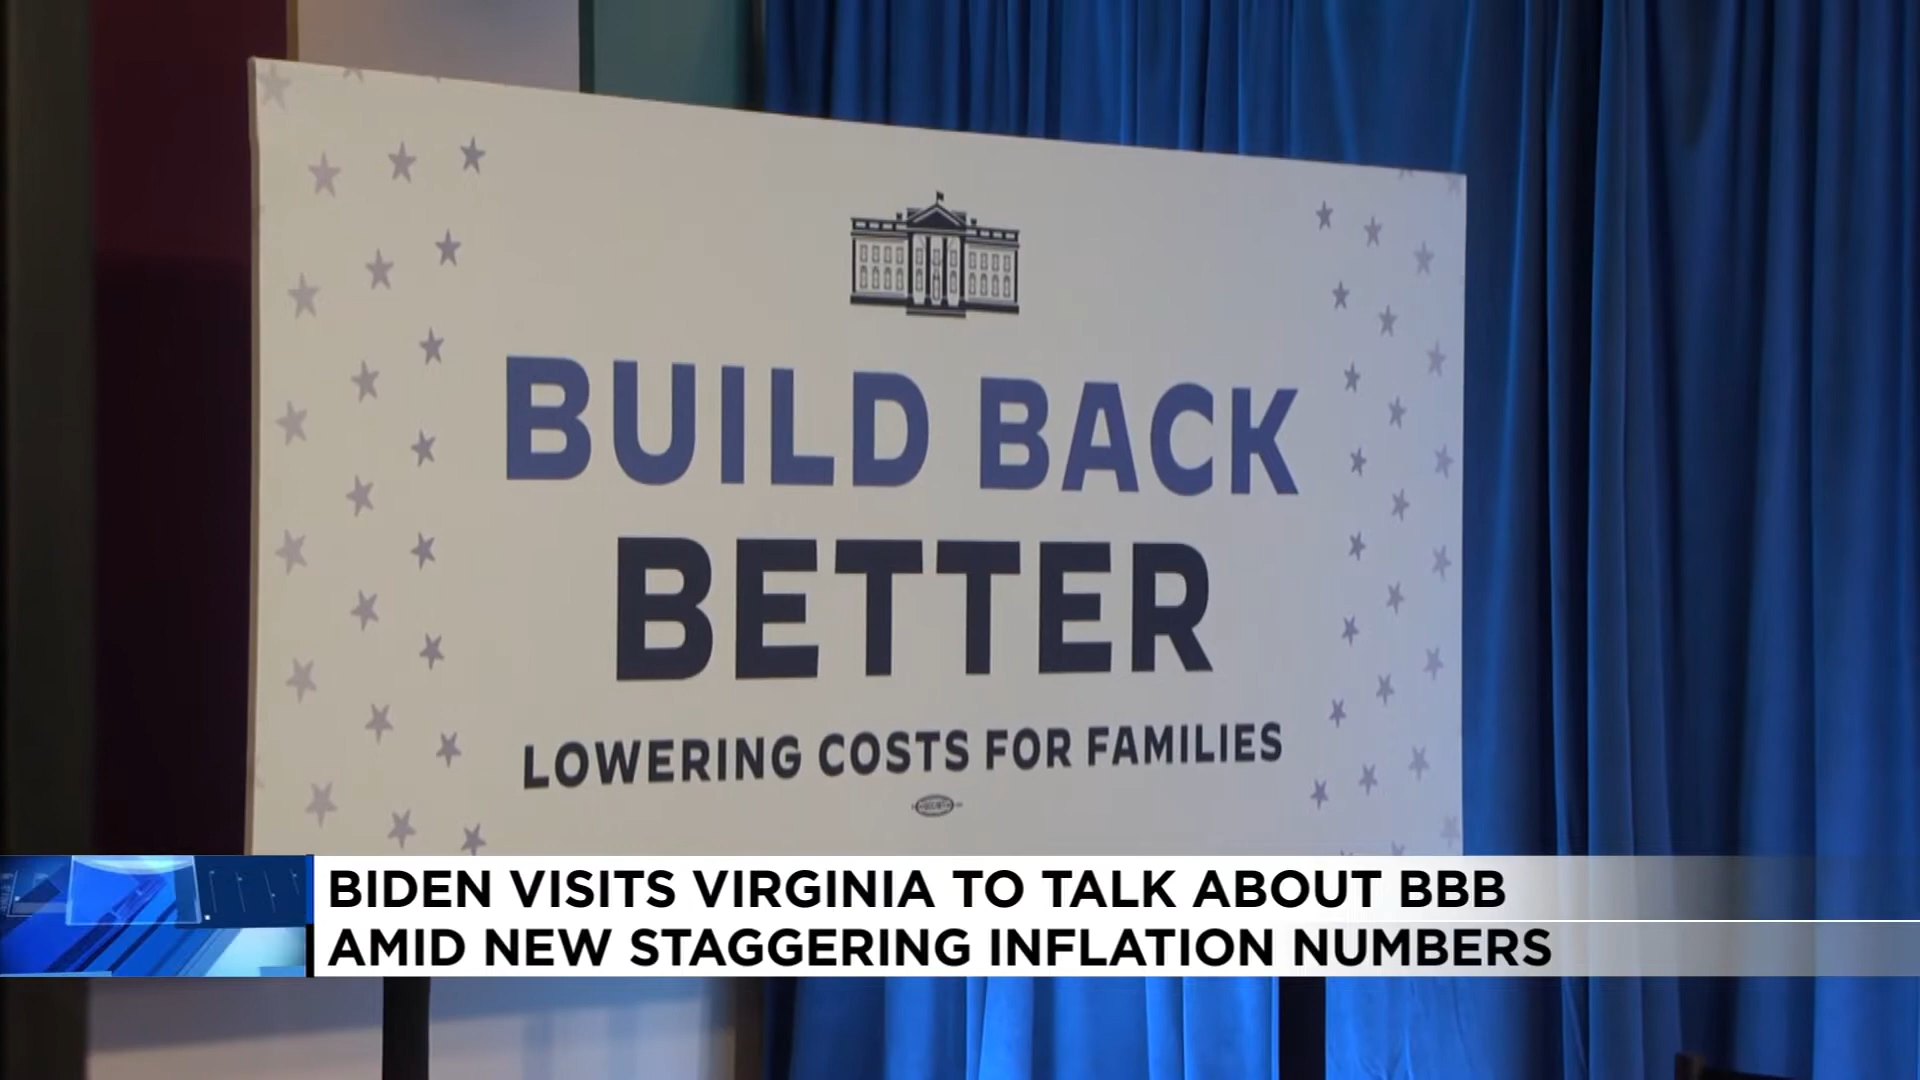 BUILD BACK
BETTER
LOWERING COSTS FOR FAMILIES
BIDEN VISITS VIRGINIA TO TALK ABOUT BBB
AMID NEW STAGGERING INFLATION NUMBERS